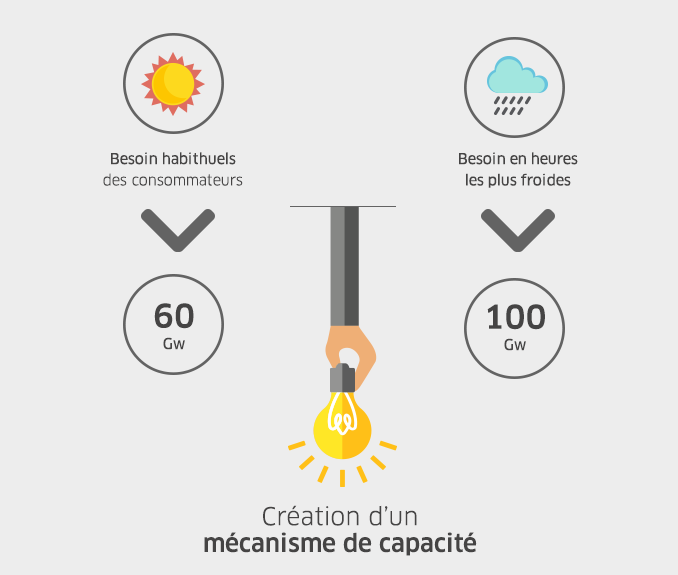 Besoin habithuels
des consommateurs
60
Gw
Besoin en heures
les plus froides
100
Gw
Création d'un
mécanisme de capacité